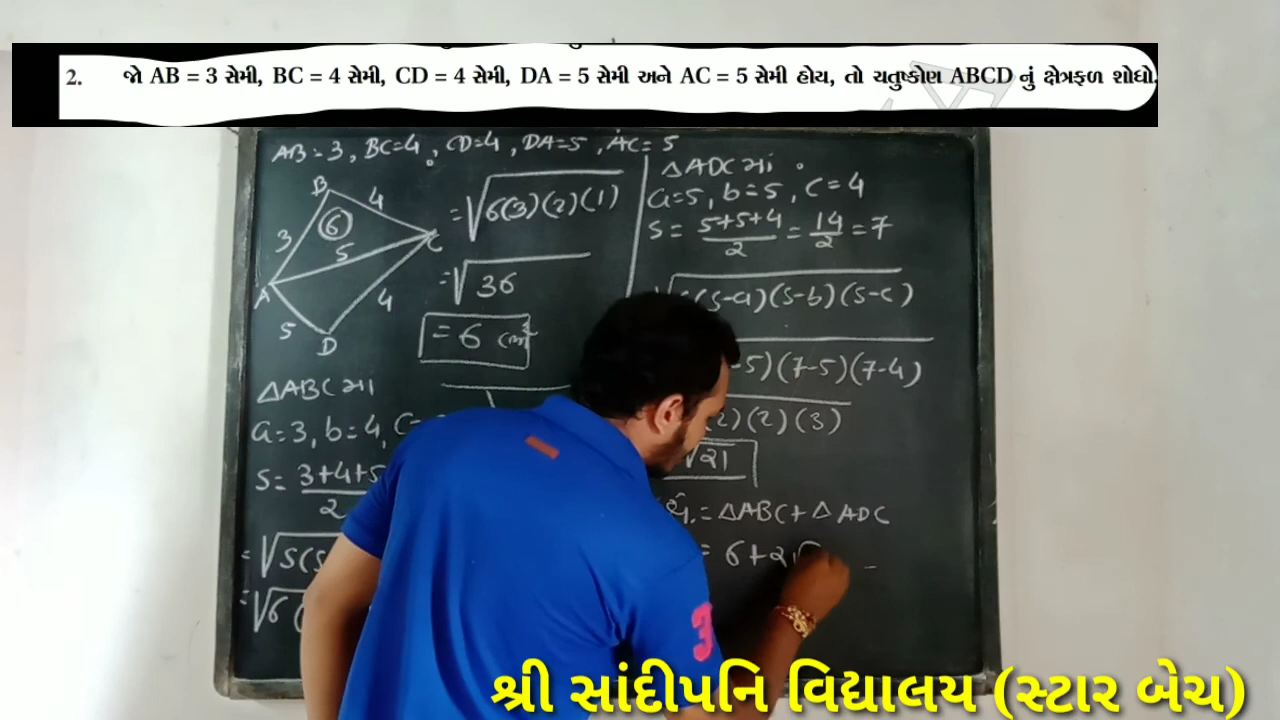 2. જો AB = 3 સેમી, BC = 4 સેમી, CD = 4 સેમી, DA = 5 સેમી અને AC = 5 સેમી હોય, તો ચતુષ્કોણ ABCD નું ક્ષેત્રફળ શોધો.
AB = 3, BC=4, CD=4, DA=5, AC=5
B
4
3
6
5
C
A
4
5
D
ΔABC માં
a=3, b=4, C=
S = 3+4+5
2
= √S(S
= √6(
= √6(3)(2)(1)
= √36
= 6 cm²
ΔADC માં
a=5, b=5, C=4
S = 5+5+4/2 = 14/2 = 7
(S-a)(S-b)(S-c)
-5)(7-5)(7-4)
(2)(2)(3)
√21
= ΔABC + ΔADC
= 6+2√
3
શ્રી સાંદીપનિ વિદ્યાલય (સ્ટાર બેચ)